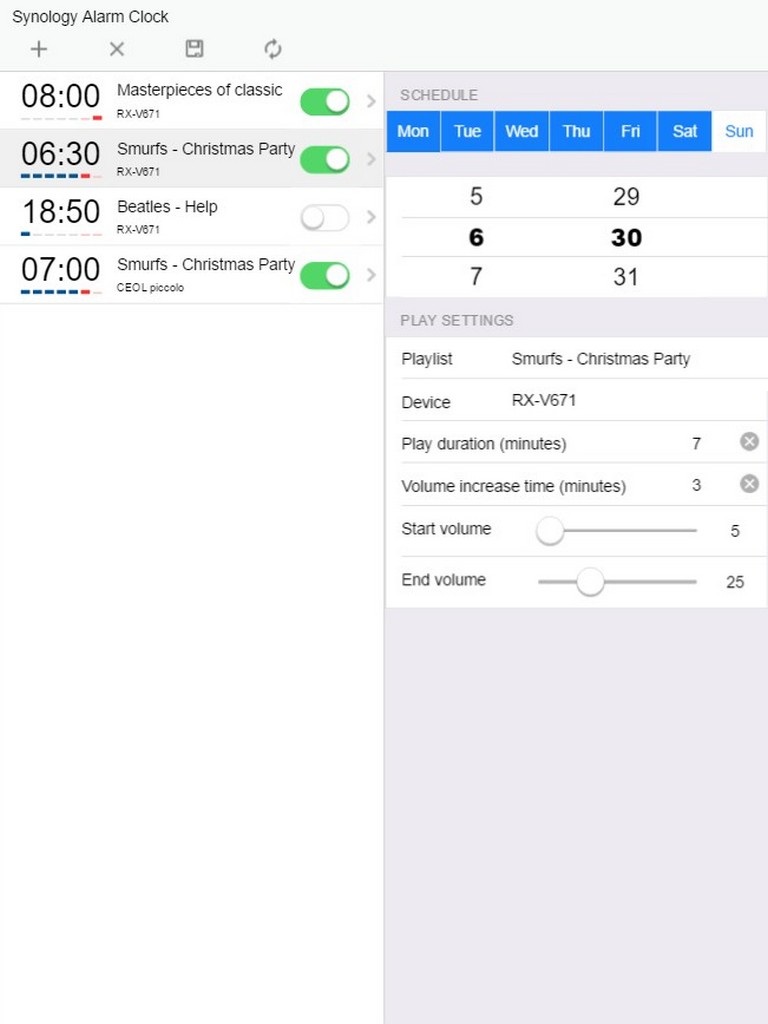 Synology Alarm Clock
08:00 Masterpieces of classic
RX-V671
06:30 Smurfs - Christmas Party
RX-V671
18:50 Beatles - Help
RX-V671
07:00 Smurfs - Christmas Party
CEOL piccolo
SCHEDULE
Mon Tue Wed Thu Fri Sat Sun
5 29
6 30
7 31
PLAY SETTINGS
Playlist Smurfs - Christmas Party
Device RX-V671
Play duration (minutes) 7
Volume increase time (minutes) 3
Start volume 5
End volume 25